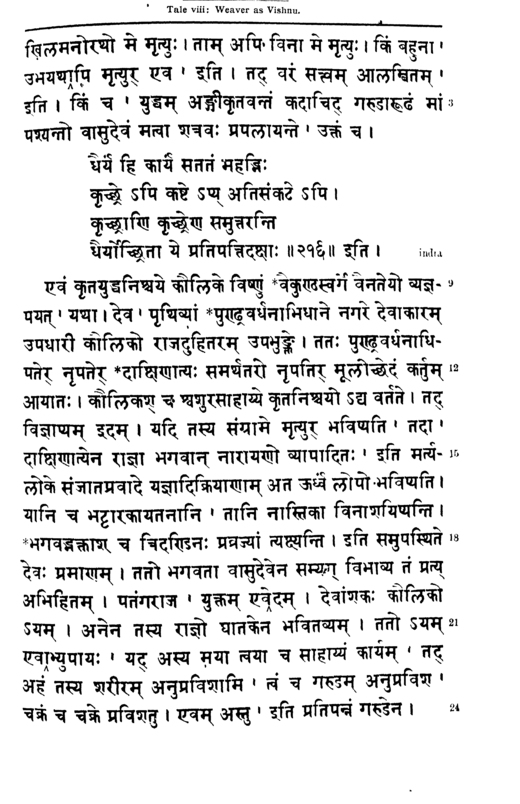 Tale viii: Weaver as Vishnu.
खिलमनोरथो मे मृत्युः। ताम् अपि विना मे मृत्युः। किं बहुना'
उभयथापि मृत्युर् एव ' इति । तद् वरं सत्त्वम् आलम्बितम् '
इति । किं च ' युद्धम् अङ्गीकृतवन्तं कदाचिद् गरुडारूढं मां 3
पश्यन्तो वासुदेवं मत्वा शत्रवः प्रपलायन्ते ' उक्तं च ।
धैर्यं हि कार्यं सततं महद्भिः
कृच्छ्रे ऽपि कष्टे ऽप्य् अतिसंकटे ऽपि ।
कृच्छ्राणि कृच्छ्रेण समुत्तरन्ति
धैर्योच्छ्रिता ये प्रतिपत्तिदक्षाः ॥२१६॥ इति । indra
एवं कृतयुद्धनिश्चये कौलिके विष्णुं *वैकुण्ठस्वर्गे वैनतेयो व्यज्ञ- 9
पयत् ' यथा । देव ' पृथिव्यां *पुण्ड्रवर्धनाभिधाने नगरे देवाकारम्
उपधारी कौलिको राजदुहितरम् उपभुङ्क्ते । ततः पुण्ड्रवर्धनाधि-
पतेर् नृपतेर् *दाक्षिणात्यः समर्थतरो नृपतिर् मूलोच्छेदं कर्तुम् 12
आयातः । कौलिकश् च श्वशुरसाहाय्ये कृतनिश्चयो ऽद्य वर्तते । तद्
विज्ञाप्यम् इदम् । यदि तस्य संग्रामे मृत्युर् भविष्यति ' तदा '
दाक्षिणात्येन राज्ञा भगवान् नारायणो व्यापादितः ' इति मर्त्य- 15
लोके संजातप्रवादे यज्ञादिक्रियाणाम् अत ऊर्ध्वं लोपो भविष्यति ।
यानि च भट्टारकायतनानि ' तानि नास्तिका विनाशयिष्यन्ति ।
*भगवद्भक्ताश् च त्रिदण्डिनः प्रव्रज्यां त्यक्ष्यन्ति । इति समुपस्थिते 18
देवः प्रमाणम् । ततो भगवता वासुदेवेन सम्यग् विभाव्य तं प्रत्य्
अभिहितम् । पतंगराज ' युक्तम् एवेदम् । देवांशकः कौलिको
ऽयम् । अनेन तस्य राज्ञो घातकेन भवितव्यम् । ततो ऽयम् 21
एवाभ्युपायः ' यद् अस्य मया त्वया च साहाय्यं कार्यम् ' तद्
अहं तस्य शरीरम् अनुप्रविशामि ' त्वं च गरुडम् अनुप्रविश '
चक्रं च चक्रे प्रविशतु । एवम् अस्तु ' इति प्रतिपन्नं गरुडेन । 24